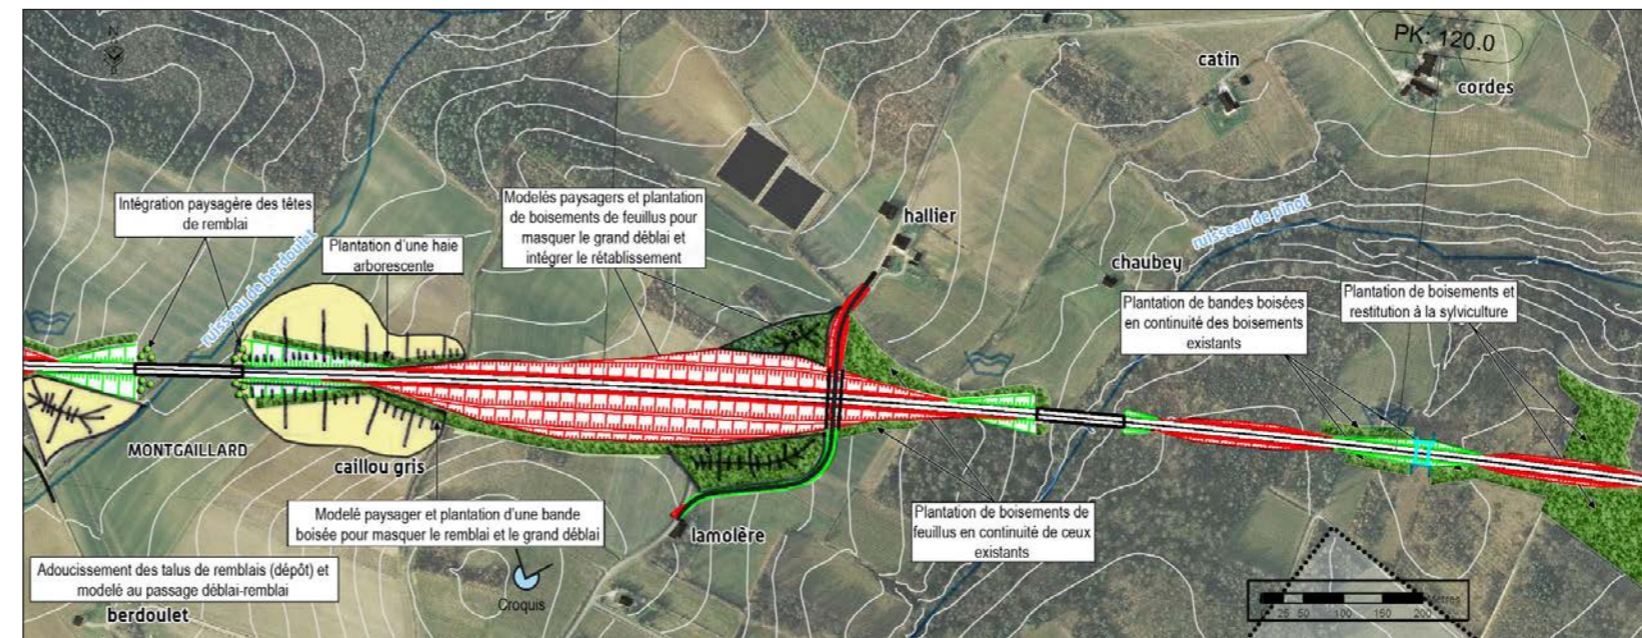 N
PK: 120.0
catin
cordes
Intégration paysagère des têtes
de remblai
Modelés paysagers et plantation
de boisements de feuillus pour
masquer le grand déblai et
intégrer le rétablissement
hallier
ruisseau de pinot
ruisseau de berdoulet
Plantation d'une haie
arborescente
chaubey
Plantation de bandes boisées
en continuité des boisements
existants
Plantation de boisements et
restitution à la sylviculture
MONTGAILLARD
caillou gris
Modelé paysager et plantation d'une bande
boisée pour masquer le remblai et le grand déblai
lamolère
Plantation de boisements de
feuillus en continuité de ceux
existants
Adoucissement des talus de remblais (dépôt) et
modelé au passage déblai-remblai
berdoulet
Croquis
Mètres
25 50 100 150 200